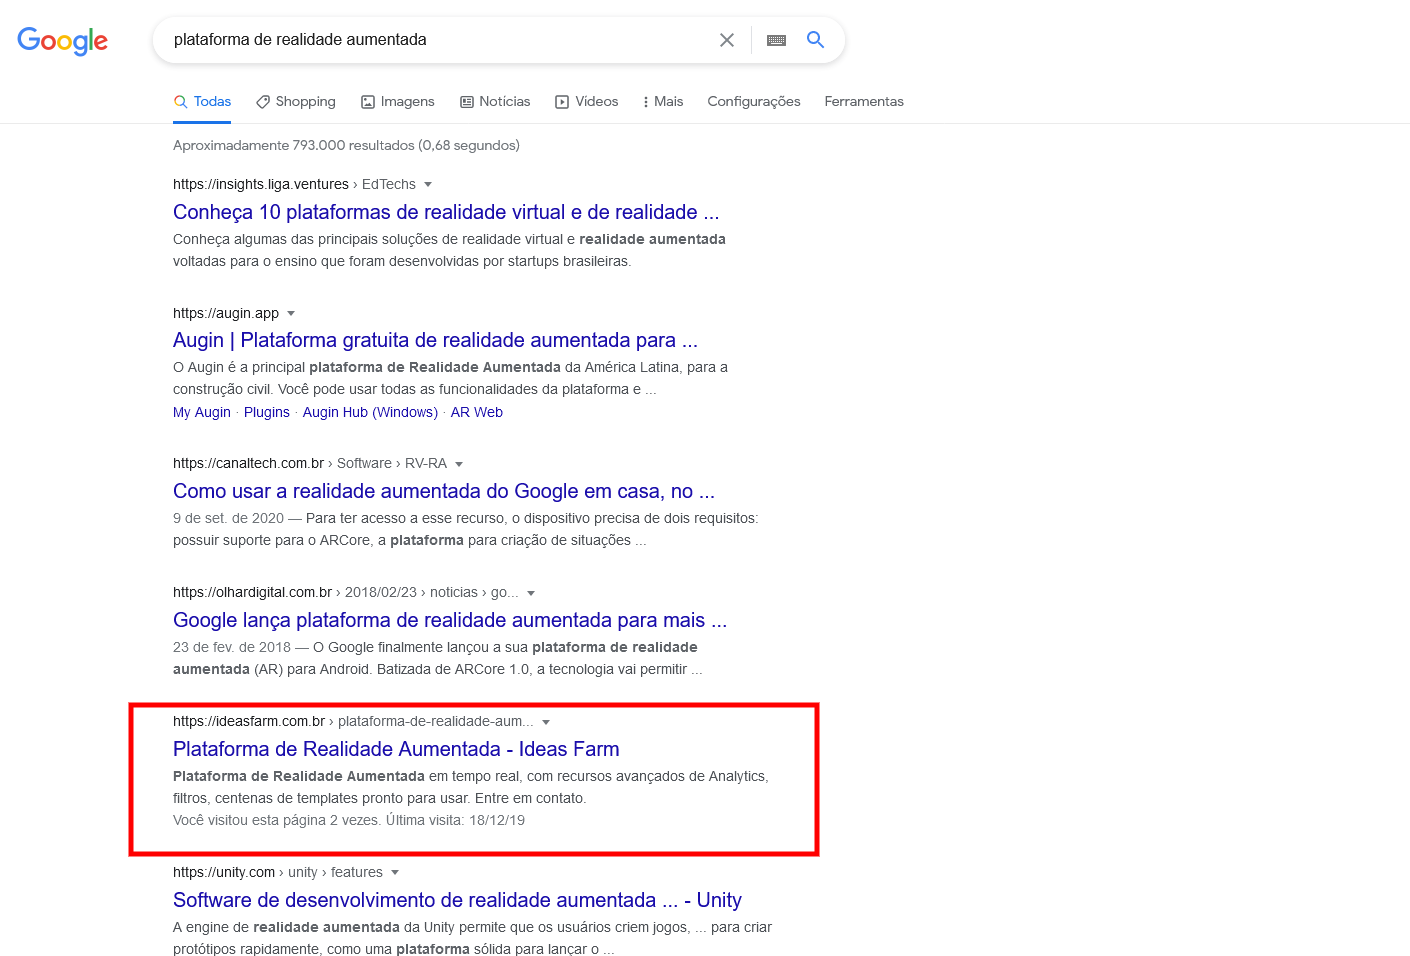 Google
plataforma de realidade aumentada
Todas Shopping Imagens Notícias Vídeos Mais Configurações Ferramentas
Aproximadamente 793.000 resultados (0,68 segundos)
https://insights.liga.ventures › EdTechs
Conheça 10 plataformas de realidade virtual e de realidade ...
Conheça algumas das principais soluções de realidade virtual e realidade aumentada
voltadas para o ensino que foram desenvolvidas por startups brasileiras.
https://augin.app
Augin | Plataforma gratuita de realidade aumentada para ...
O Augin é a principal plataforma de Realidade Aumentada da América Latina, para a
construção civil. Você pode usar todas as funcionalidades da plataforma e ...
My Augin · Plugins · Augin Hub (Windows) · AR Web
https://canaltech.com.br › Software › RV-RA
Como usar a realidade aumentada do Google em casa, no ...
9 de set. de 2020 — Para ter acesso a esse recurso, o dispositivo precisa de dois requisitos:
possuir suporte para o ARCore, a plataforma para criação de situações ...
https://olhardigital.com.br › 2018/02/23 › noticias › go...
Google lança plataforma de realidade aumentada para mais ...
23 de fev. de 2018 — O Google finalmente lançou a sua plataforma de realidade
aumentada (AR) para Android. Batizada de ARCore 1.0, a tecnologia vai permitir ...
https://ideasfarm.com.br › plataforma-de-realidade-aum...
Plataforma de Realidade Aumentada - Ideas Farm
Plataforma de Realidade Aumentada em tempo real, com recursos avançados de Analytics,
filtros, centenas de templates pronto para usar. Entre em contato.
Você visitou esta página 2 vezes. Última visita: 18/12/19
https://unity.com › unity › features
Software de desenvolvimento de realidade aumentada ... - Unity
A engine de realidade aumentada da Unity permite que os usuários criem jogos, ... para criar
protótipos rapidamente, como uma plataforma sólida para lançar o ...